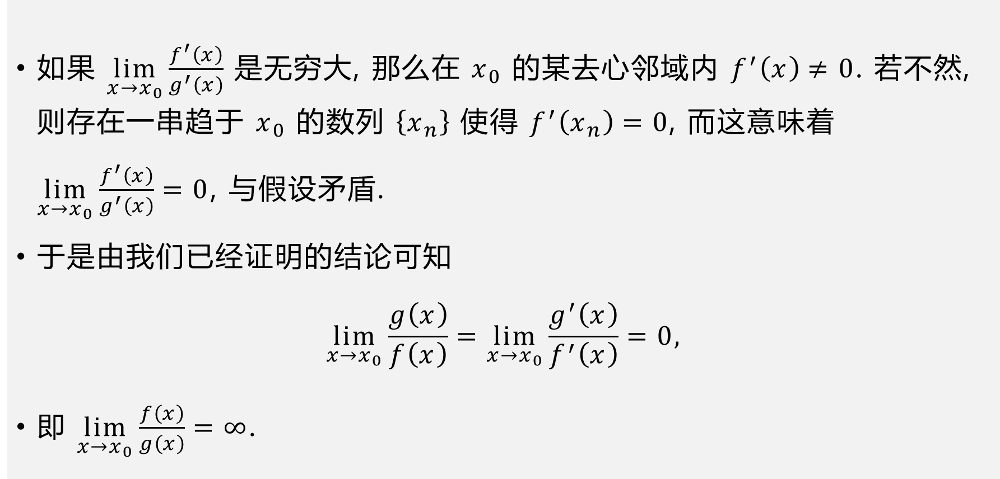 • 如果 $\lim\limits_{x \to x_0} \frac{f'(x)}{g'(x)}$ 是无穷大, 那么在 $x_0$ 的某去心邻域内 $f'(x) \neq 0$. 若不然,
则存在一串趋于 $x_0$ 的数列 $\{x_n\}$ 使得 $f'(x_n) = 0$, 而这意味着
$\lim\limits_{x \to x_0} \frac{f'(x)}{g'(x)} = 0$, 与假设矛盾.
• 于是由我们已经证明的结论可知
$\lim\limits_{x \to x_0} \frac{g(x)}{f(x)} = \lim\limits_{x \to x_0} \frac{g'(x)}{f'(x)} = 0,$
• 即 $\lim\limits_{x \to x_0} \frac{f(x)}{g(x)} = \infty$.